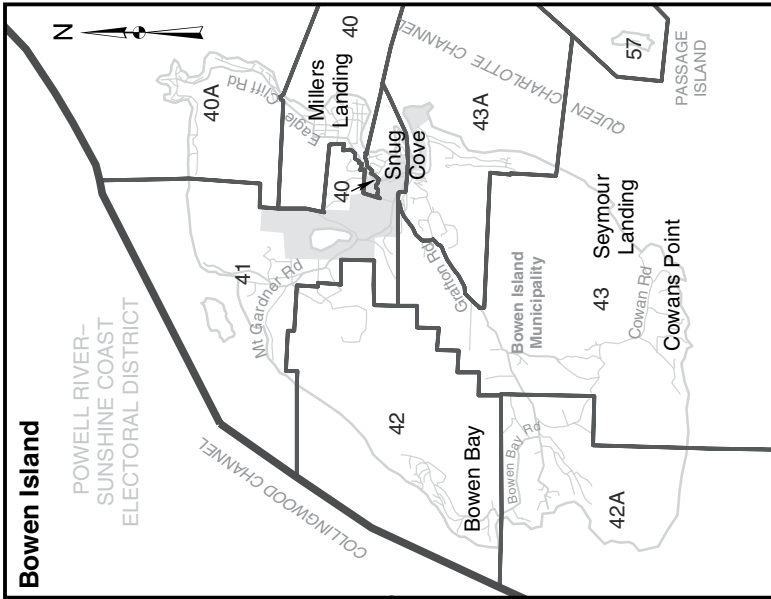 Bowen Island
POWELL RIVER–
SUNSHINE COAST
ELECTORAL DISTRICT
N
COLLINGWOOD CHANNEL
QUEEN CHARLOTTE CHANNEL
40A
Eagle Cliff Rd
Millers
Landing
40
40
Snug
Cove
41
Mt Gardner Rd
43A
57
PASSAGE
ISLAND
42
Grafton Rd
Bowen Island
Municipality
Seymour
Landing
43
Cowan Rd
Cowans Point
Bowen Bay
Bowen Bay Rd
42A